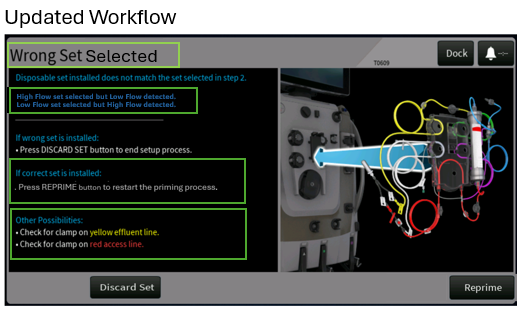 Updated Workflow
Wrong Set Selected
T0609
Dock
Disposable set installed does not match the set selected in step 2.
High Flow set selected but Low Flow detected.
Low Flow set selected but High Flow detected.
If wrong set is installed:
• Press DISCARD SET button to end setup process.
If correct set is installed:
. Press REPRIME button to restart the priming process.
Other Possibilities:
• Check for clamp on yellow effluent line.
• Check for clamp on red access line.
Discard Set
Reprime